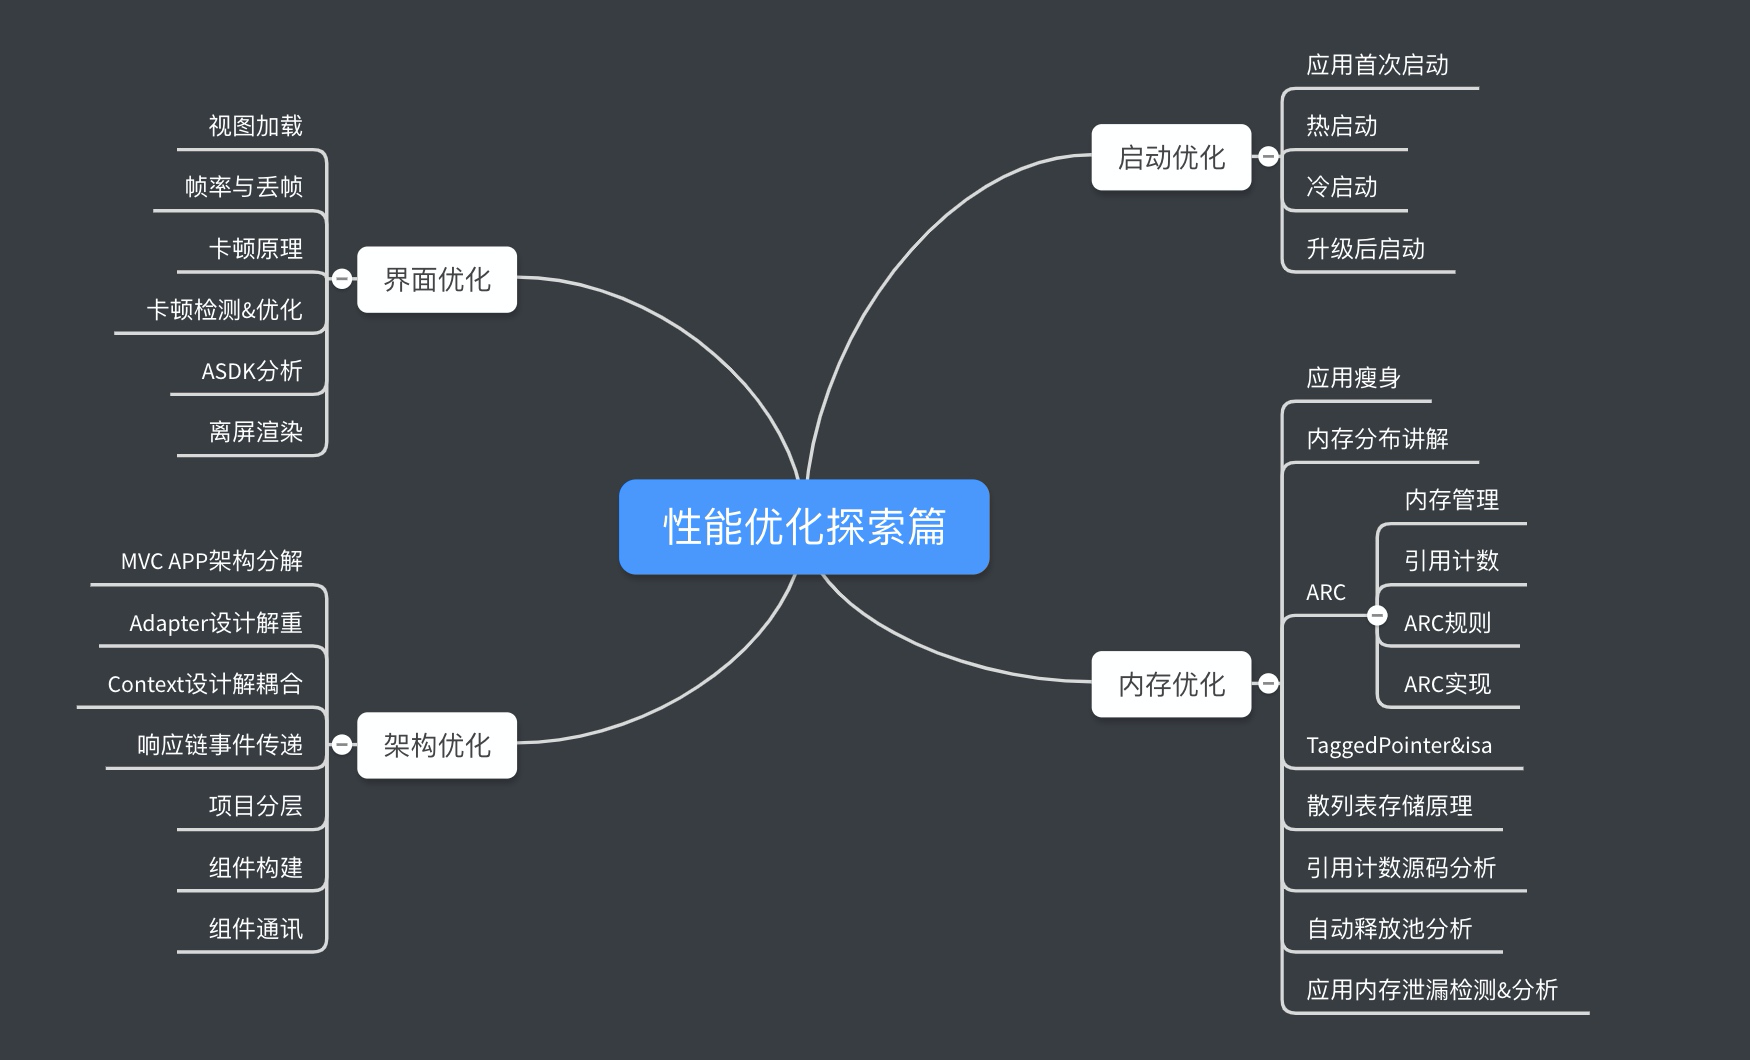 性能优化探索篇
启动优化
应用首次启动
热启动
冷启动
升级后启动
内存优化
应用瘦身
内存分布讲解
ARC
内存管理
引用计数
ARC规则
ARC实现
TaggedPointer&isa
散列表存储原理
引用计数源码分析
自动释放池分析
应用内存泄漏检测&分析
界面优化
视图加载
帧率与丢帧
卡顿原理
卡顿检测&优化
ASDK分析
离屏渲染
架构优化
MVC APP架构分解
Adapter设计解重
Context设计解耦合
响应链事件传递
项目分层
组件构建
组件通讯